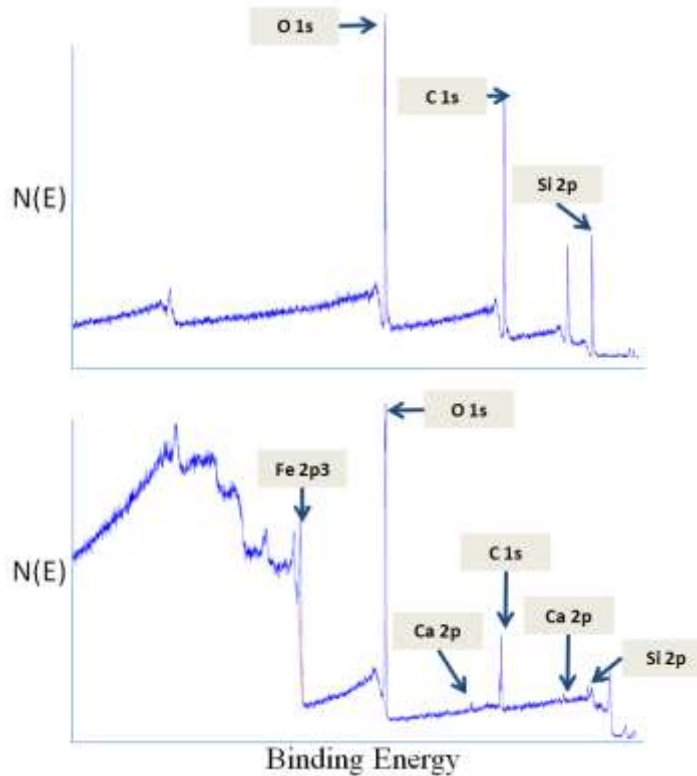 O 1s
C 1s
Si 2p
N(E)
O 1s
Fe 2p3
C 1s
N(E)
Ca 2p
Ca 2p
Si 2p
Binding Energy